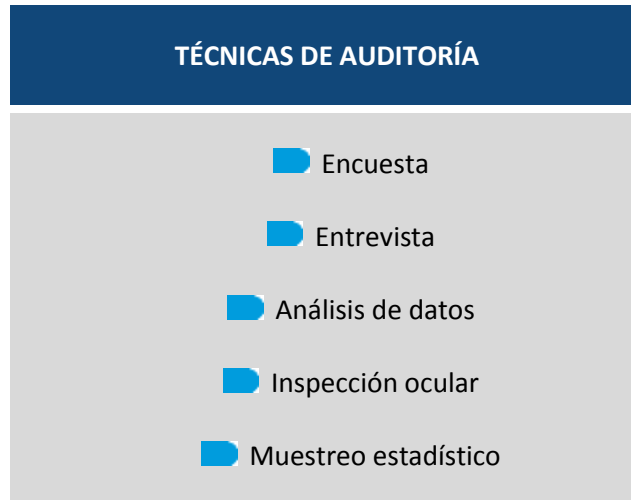 TÉCNICAS DE AUDITORÍA
Encuesta
Entrevista
Análisis de datos
Inspección ocular
Muestreo estadístico